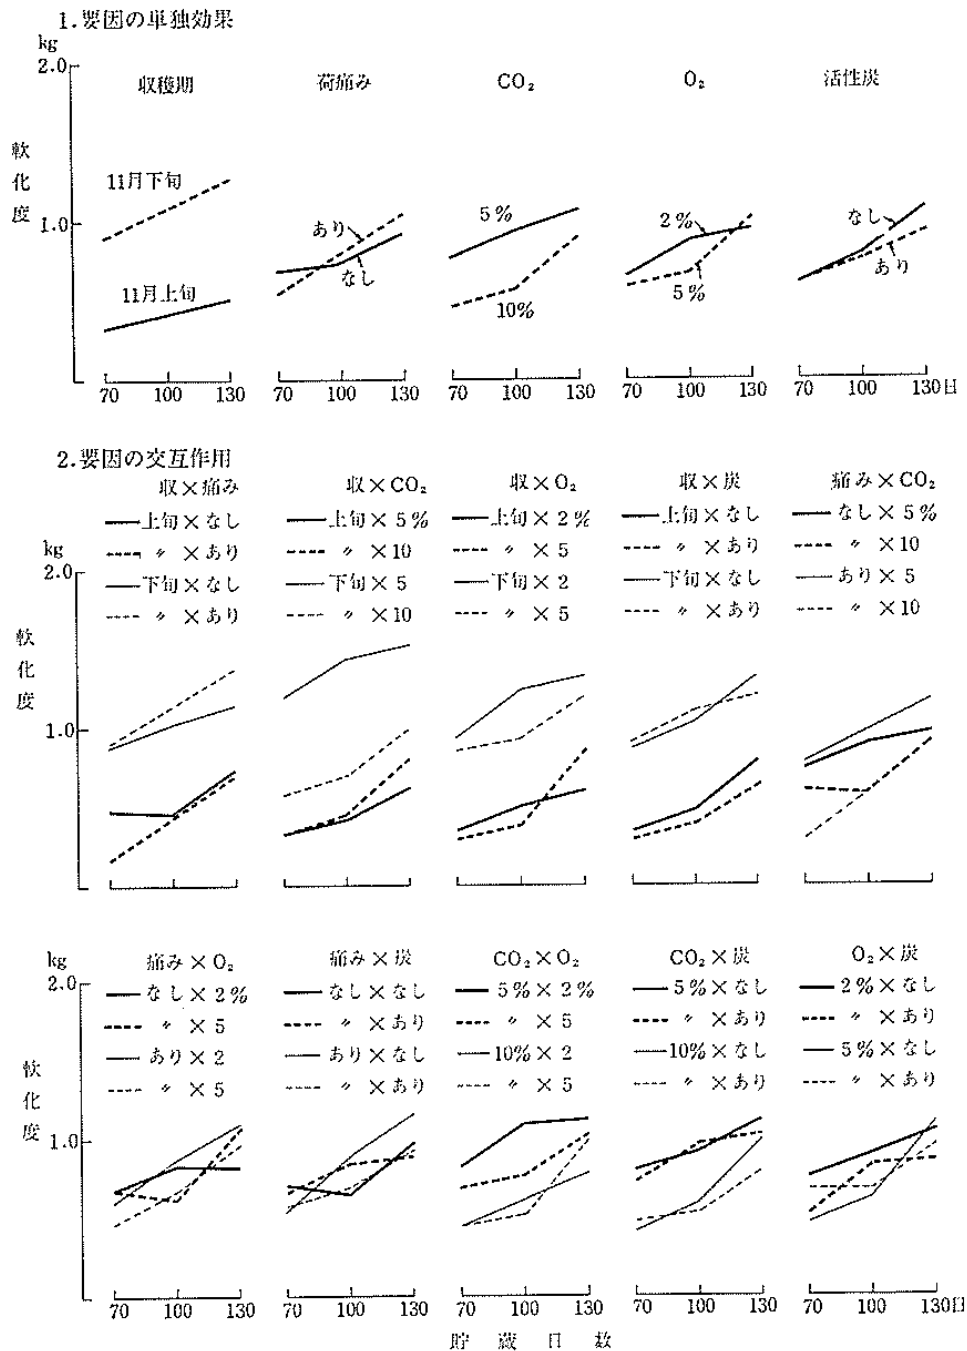 1.要因の単独効果
kg
2.0
収穫期 荷痛み CO₂ O₂ 活性炭
軟化度
11月下旬
1.0
11月上旬
あり
なし
5%
10%
2%
5%
なし
あり
70 100 130 70 100 130 70 100 130 70 100 130 70 100 130日
2.要因の交互作用
収×痛み 収×CO₂ 収×O₂ 収×炭 痛み×CO₂
上旬×なし 上旬×5% 上旬×2% 上旬×なし なし×5%
kg 〃×あり 〃×10 〃×5 〃×あり 〃×10
2.0 下旬×なし 下旬×5 下旬×2 下旬×なし あり×5
〃×あり 〃×10 〃×5 〃×あり 〃×10
軟化度
1.0
kg 痛み×O₂ 痛み×炭 CO₂×O₂ CO₂×炭 O₂×炭
2.0 なし×2% なし×なし 5%×2% 5%×なし 2%×なし
〃×5 〃×あり 〃×5 〃×あり 〃×あり
あり×2 あり×なし 10%×2 10%×なし 5%×なし
〃×5 〃×あり 〃×5 〃×あり 〃×あり
軟化度
1.0
70 100 130 70 100 130 70 100 130 70 100 130 70 100 130日
貯蔵日数